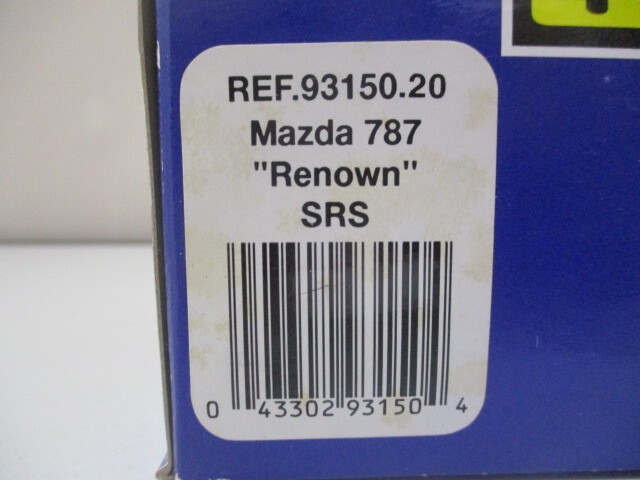 REF.93150.20
Mazda 787
"Renown"
SRS
0 43302 93150 4